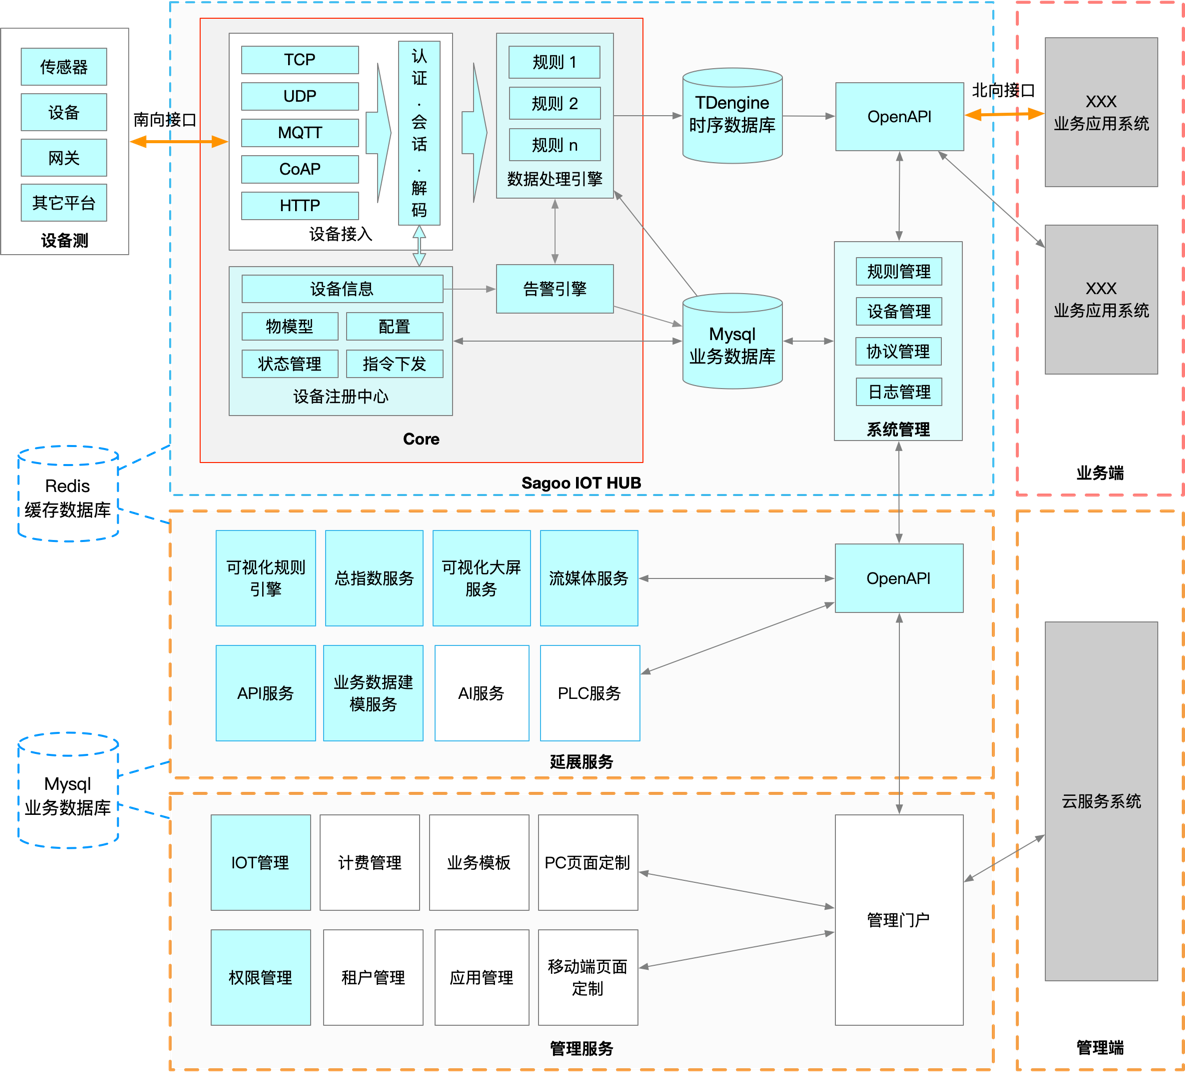 传感器
设备
网关
其它平台
设备测
南向接口
TCP
UDP
MQTT
CoAP
HTTP
设备接入
认
证
.
会
话
.
解
码
规则 1
规则 2
规则 n
数据处理引擎
设备信息
物模型
配置
状态管理
指令下发
设备注册中心
告警引擎
Core
TDengine
时序数据库
Mysql
业务数据库
OpenAPI
规则管理
设备管理
协议管理
日志管理
系统管理
Sagoo IOT HUB
北向接口
XXX
业务应用系统
XXX
业务应用系统
业务端
Redis
缓存数据库
可视化规则
引擎
总指数服务
可视化大屏
服务
流媒体服务
OpenAPI
API服务
业务数据建
模服务
AI服务
PLC服务
延展服务
Mysql
业务数据库
IOT管理
计费管理
业务模板
PC页面定制
权限管理
租户管理
应用管理
移动端页面
定制
管理门户
管理服务
云服务系统
管理端